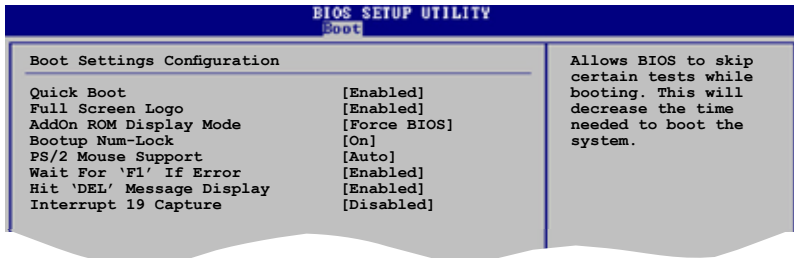 BIOS SETUP UTILITY
Boot
Boot Settings Configuration
Quick Boot [Enabled]
Full Screen Logo [Enabled]
AddOn ROM Display Mode [Force BIOS]
Bootup Num-Lock [On]
PS/2 Mouse Support [Auto]
Wait For ‘F1’ If Error [Enabled]
Hit ‘DEL’ Message Display [Enabled]
Interrupt 19 Capture [Disabled]
Allows BIOS to skip
certain tests while
booting. This will
decrease the time
needed to boot the
system.